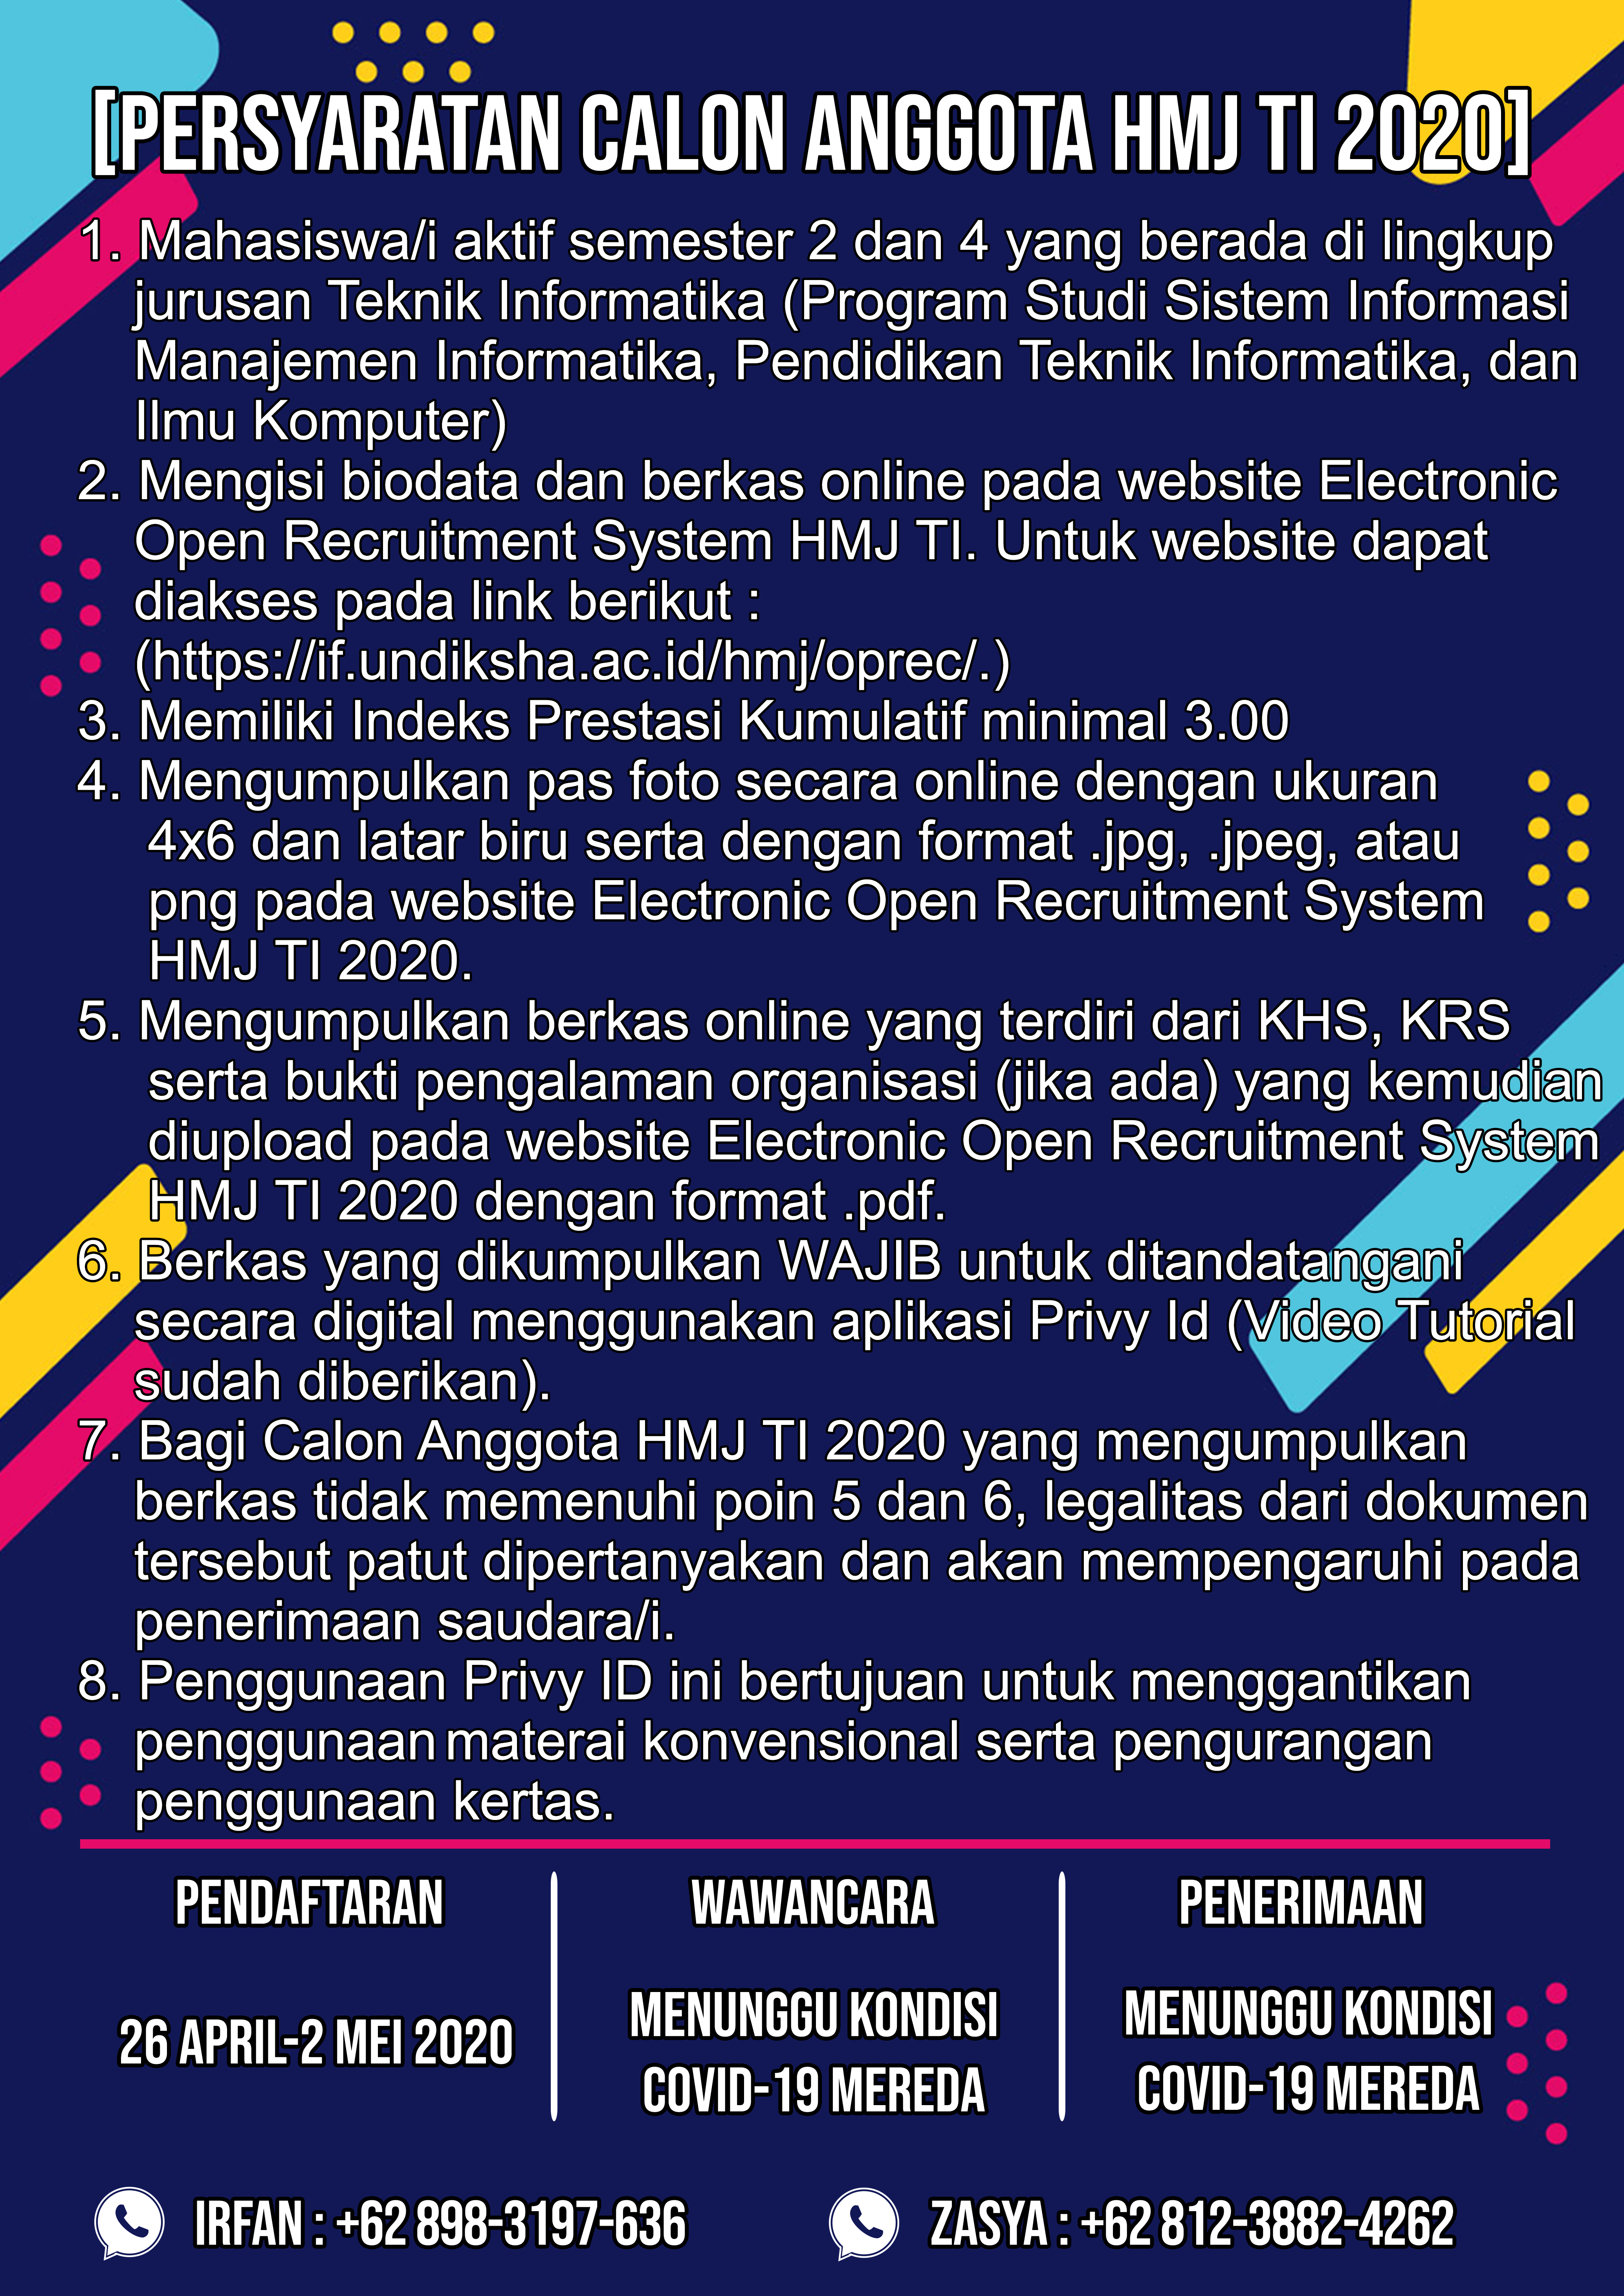 [PERSYARATAN CALON ANGGOTA HMJ TI 2020]
1. Mahasiswa/i aktif semester 2 dan 4 yang berada di lingkup
jurusan Teknik Informatika (Program Studi Sistem Informasi
Manajemen Informatika, Pendidikan Teknik Informatika, dan
Ilmu Komputer)
2. Mengisi biodata dan berkas online pada website Electronic
Open Recruitment System HMJ TI. Untuk website dapat
diakses pada link berikut :
(https://if.undiksha.ac.id/hmj/oprec/.)
3. Memiliki Indeks Prestasi Kumulatif minimal 3.00
4. Mengumpulkan pas foto secara online dengan ukuran
4x6 dan latar biru serta dengan format .jpg, .jpeg, atau
png pada website Electronic Open Recruitment System
HMJ TI 2020.
5. Mengumpulkan berkas online yang terdiri dari KHS, KRS
serta bukti pengalaman organisasi (jika ada) yang kemudian
diupload pada website Electronic Open Recruitment System
HMJ TI 2020 dengan format .pdf.
6. Berkas yang dikumpulkan WAJIB untuk ditandatangani
secara digital menggunakan aplikasi Privy Id (Video Tutorial
sudah diberikan).
7. Bagi Calon Anggota HMJ TI 2020 yang mengumpulkan
berkas tidak memenuhi poin 5 dan 6, legalitas dari dokumen
tersebut patut dipertanyakan dan akan mempengaruhi pada
penerimaan saudara/i.
8. Penggunaan Privy ID ini bertujuan untuk menggantikan
penggunaan materai konvensional serta pengurangan
penggunaan kertas.
PENDAFTARAN
26 APRIL-2 MEI 2020
WAWANCARA
MENUNGGU KONDISI
COVID-19 MEREDA
PENERIMAAN
MENUNGGU KONDISI
COVID-19 MEREDA
IRFAN : +62 898-3197-636
ZASYA : +62 812-3882-4262